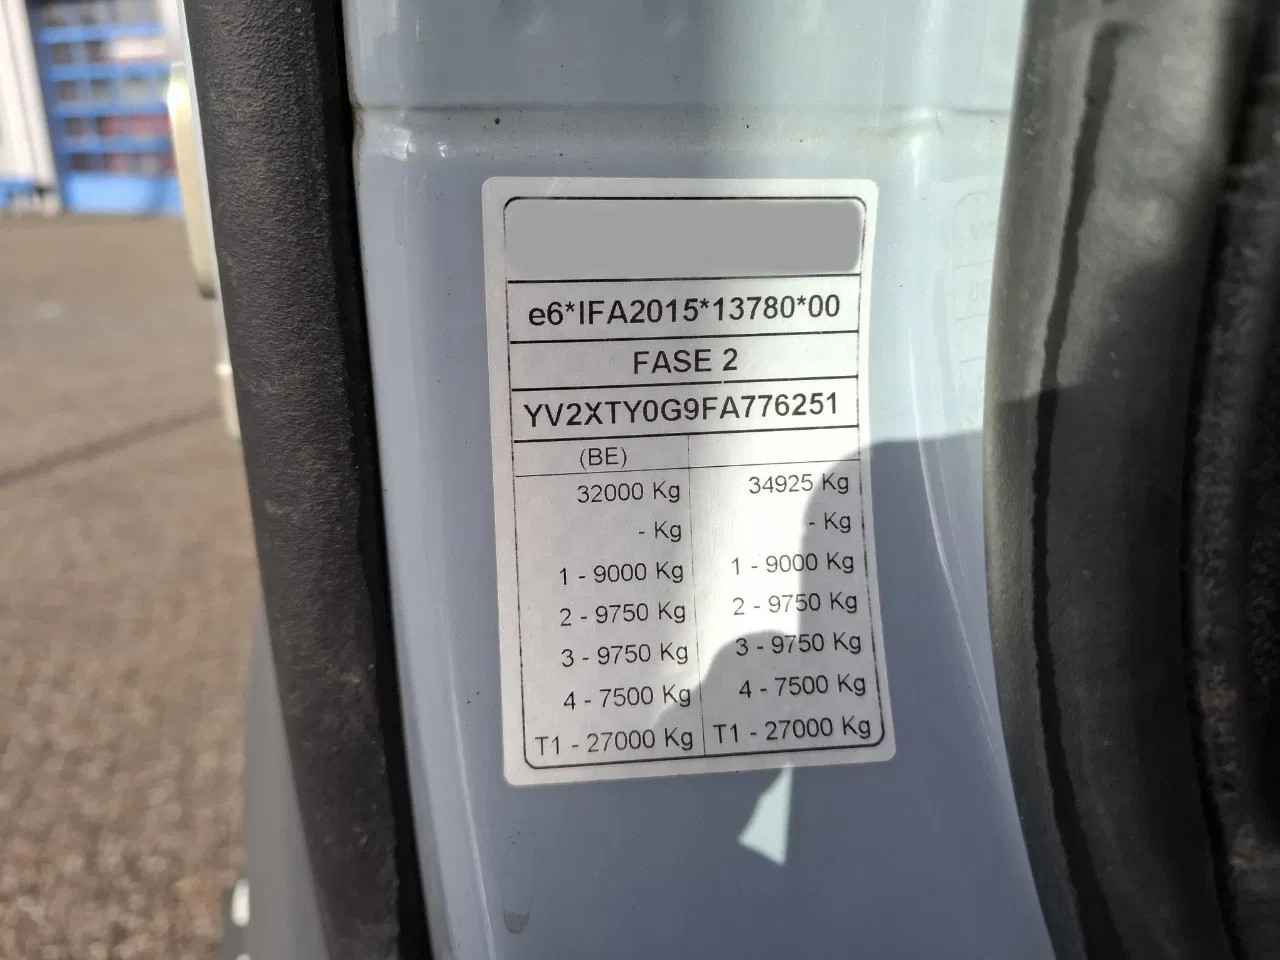 e6*IFA2015*13780*00
FASE 2
YV2XTY0G9FA776251
(BE)
32000 Kg 34925 Kg
- Kg - Kg
1 - 9000 Kg 1 - 9000 Kg
2 - 9750 Kg 2 - 9750 Kg
3 - 9750 Kg 3 - 9750 Kg
4 - 7500 Kg 4 - 7500 Kg
T1 - 27000 Kg T1 - 27000 Kg